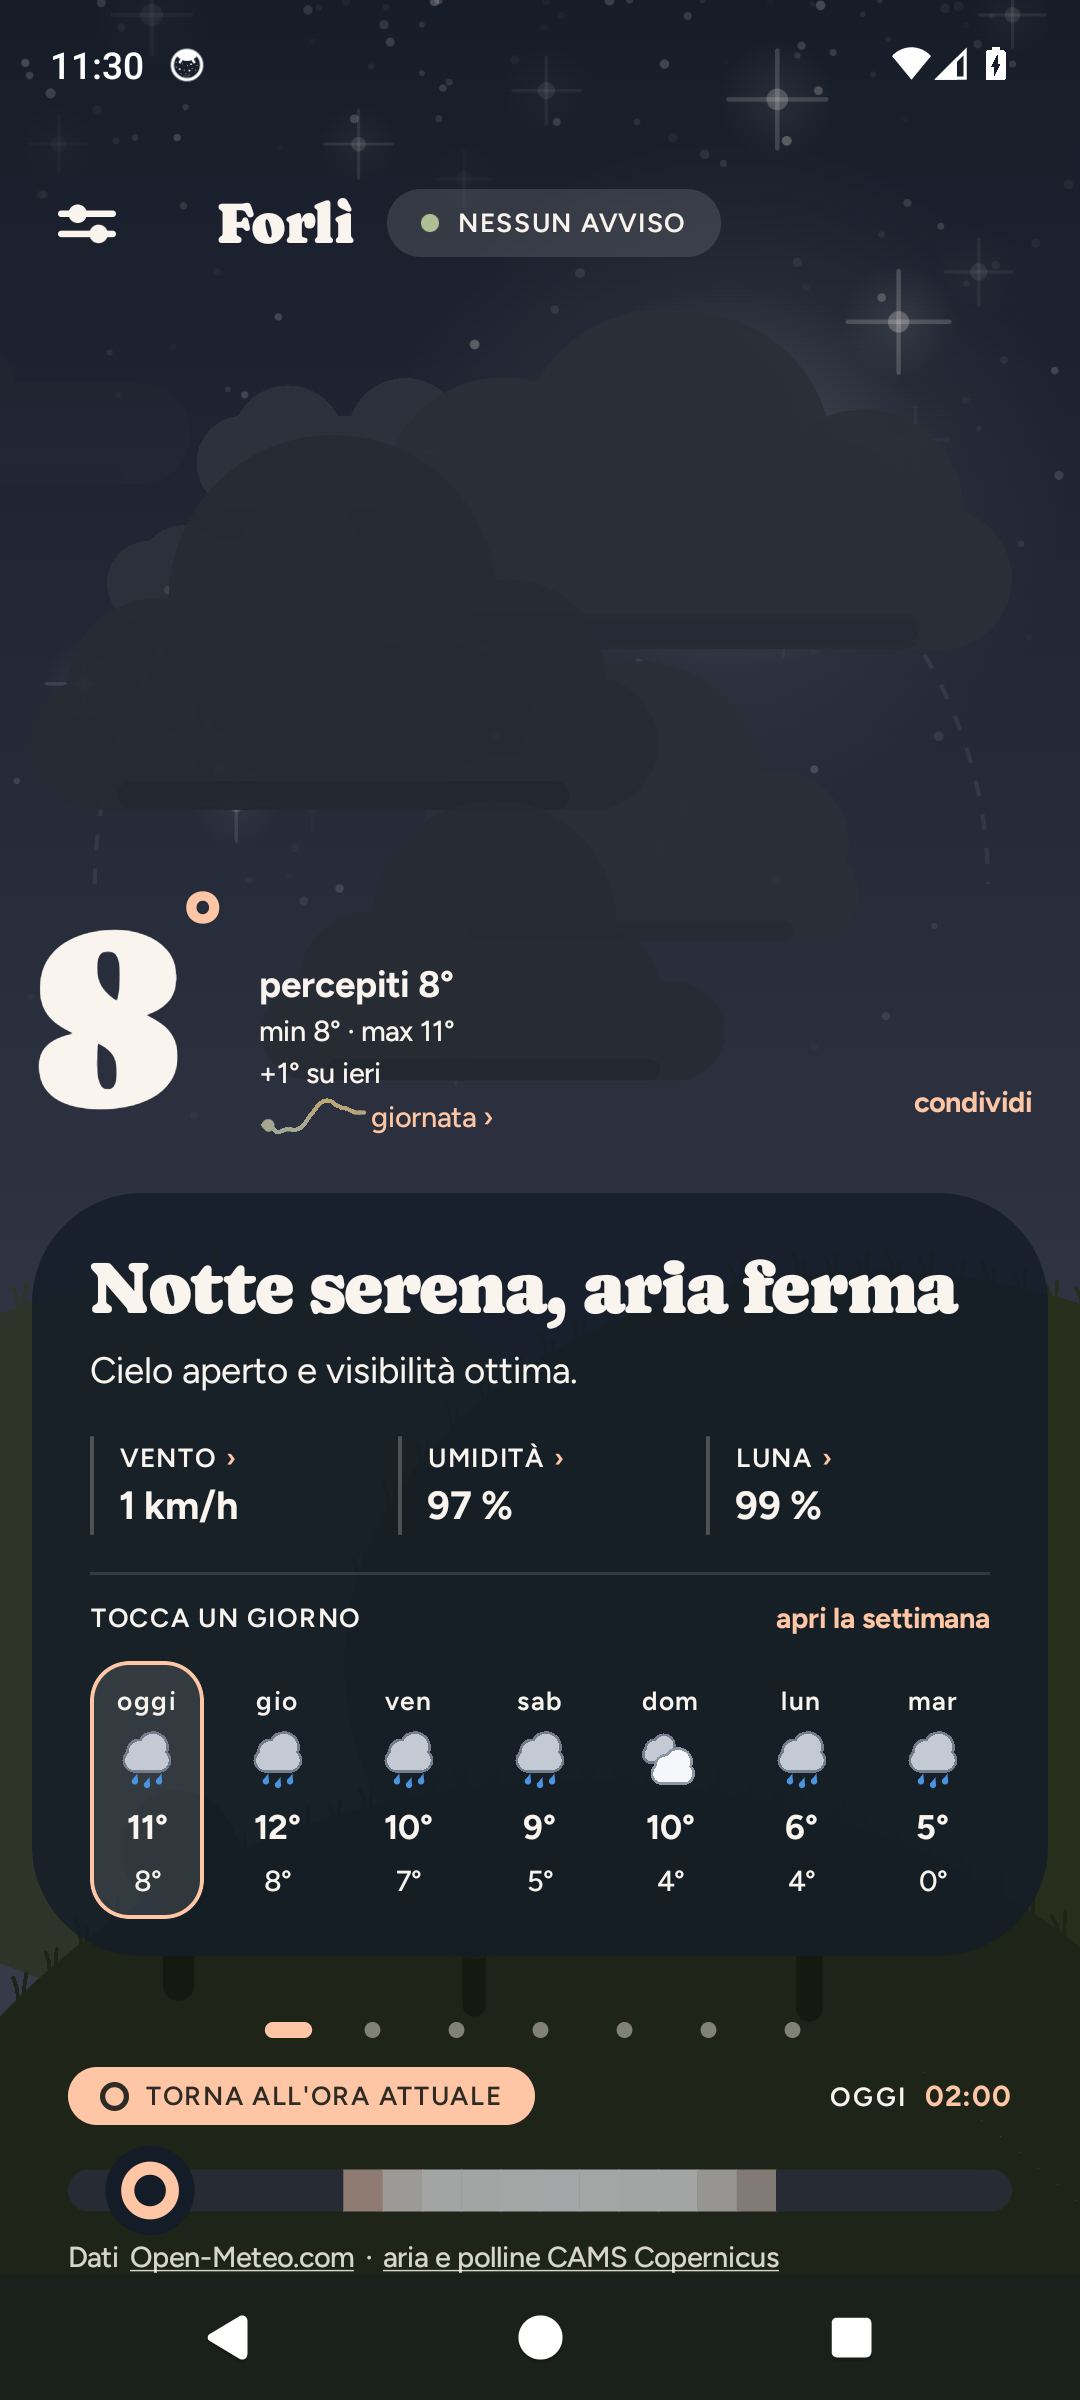 11:30
Forlì
NESSUN AVVISO
8°
percepiti 8°
min 8° · max 11°
+1° su ieri
giornata ›
condividi
Notte serena, aria ferma
Cielo aperto e visibilità ottima.
VENTO › UMIDITÀ › LUNA ›
1 km/h 97 % 99 %
TOCCA UN GIORNO apri la settimana
oggi gio ven sab dom lun mar
11° 12° 10° 9° 10° 6° 5°
8° 8° 7° 5° 4° 4° 0°
TORNA ALL'ORA ATTUALE OGGI 02:00
Dati Open-Meteo.com · aria e polline CAMS Copernicus